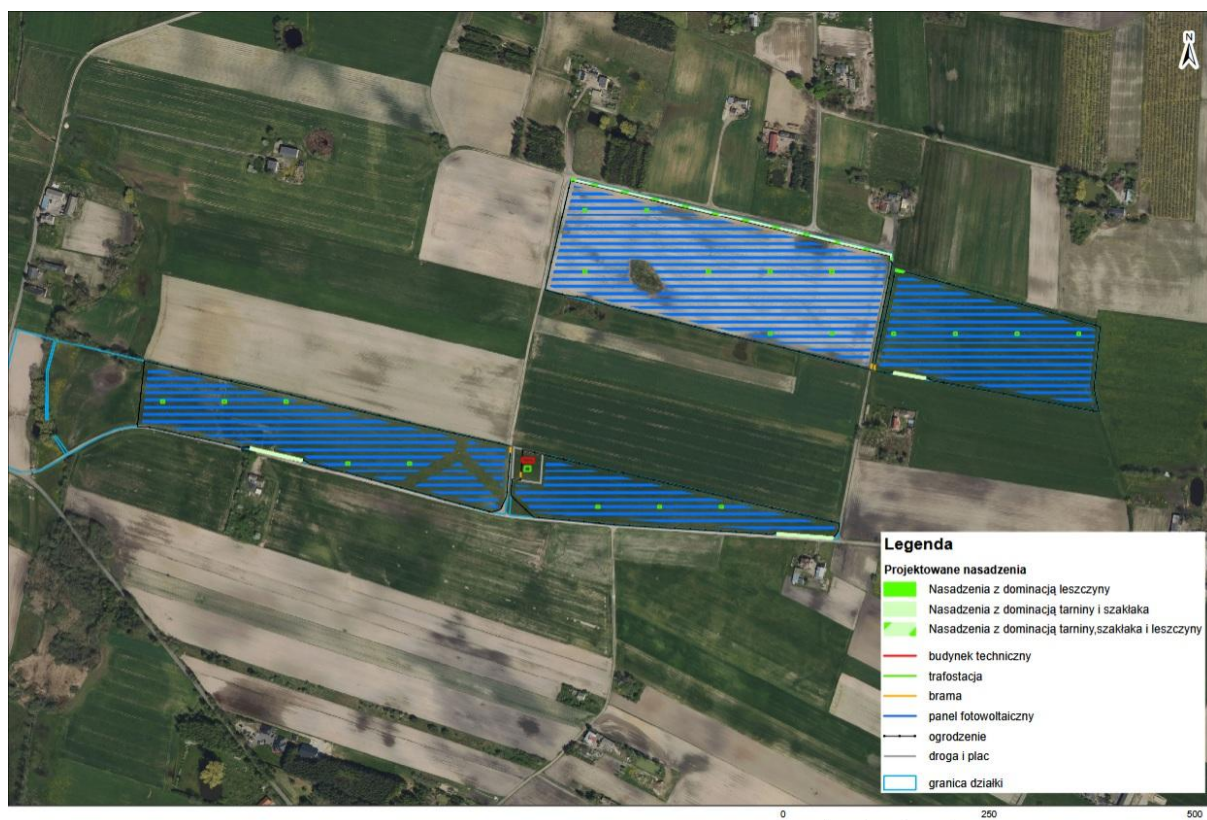 N
Legenda
Projektowane nasadzenia
Nasadzenia z dominacją leszczyny
Nasadzenia z dominacją tarniny i szakłaka
Nasadzenia z dominacją tarniny,szakłaka i leszczyny
budynek techniczny
trafostacja
brama
panel fotowoltaiczny
ogrodzenie
droga i plac
granica działki
0 250 500